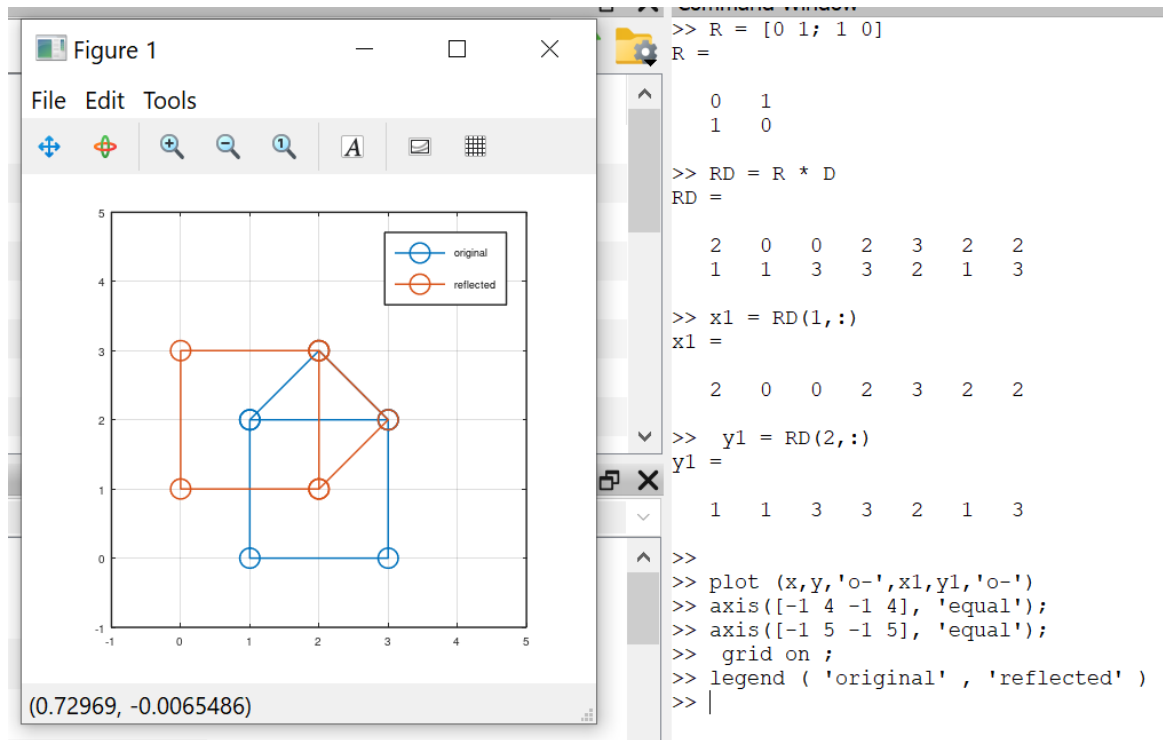 Figure 1
File Edit Tools
A
5
4
3
2
1
0
-1
-1 0 1 2 3 4 5
original
reflected
(0.72969, -0.0065486)
Command Window
>> R = [0 1; 1 0]
R =
0 1
1 0
>> RD = R * D
RD =
2 0 0 2 3 2 2
1 1 3 3 2 1 3
>> x1 = RD(1,:)
x1 =
2 0 0 2 3 2 2
>>  y1 = RD(2,:)
y1 =
1 1 3 3 2 1 3
>>
>> plot (x,y,'o-',x1,y1,'o-')
>> axis([-1 4 -1 4], 'equal');
>> axis([-1 5 -1 5], 'equal');
>>  grid on ;
>> legend ( 'original' , 'reflected' )
>>